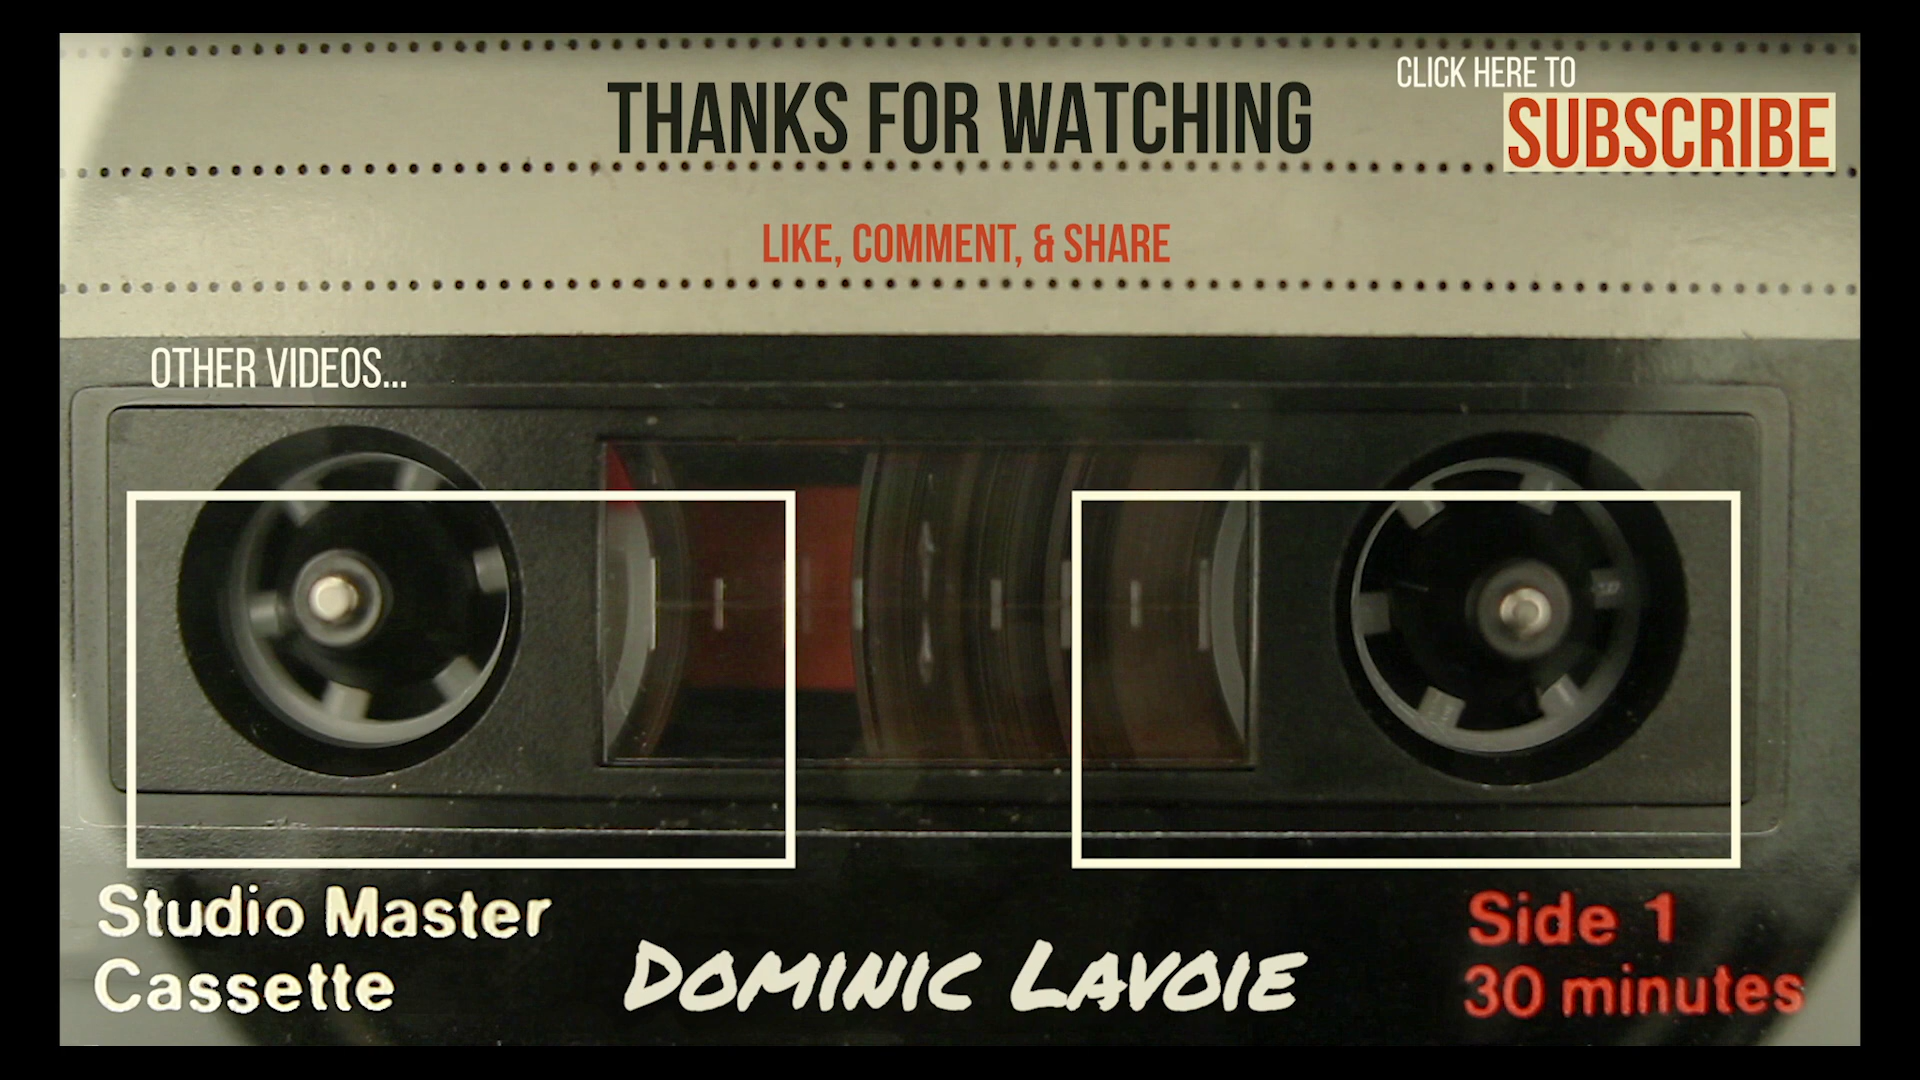 THANKS FOR WATCHING
CLICK HERE TO
SUBSCRIBE
LIKE, COMMENT, & SHARE
OTHER VIDEOS...
Studio Master
Cassette
DOMINIC LAVOIE
Side 1
30 minutes